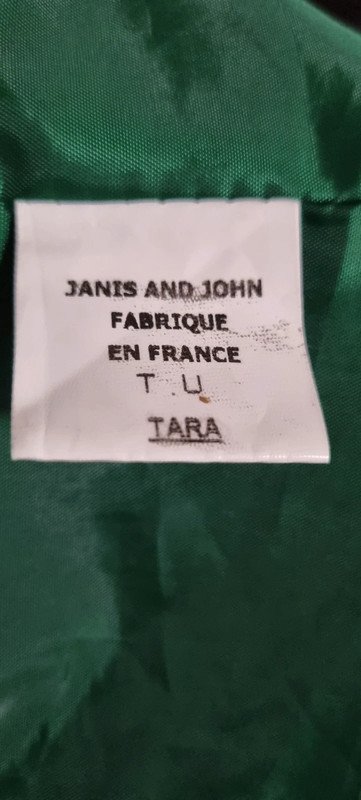 JANIS AND JOHN
FABRIQUE
EN FRANCE
T.U
TARA